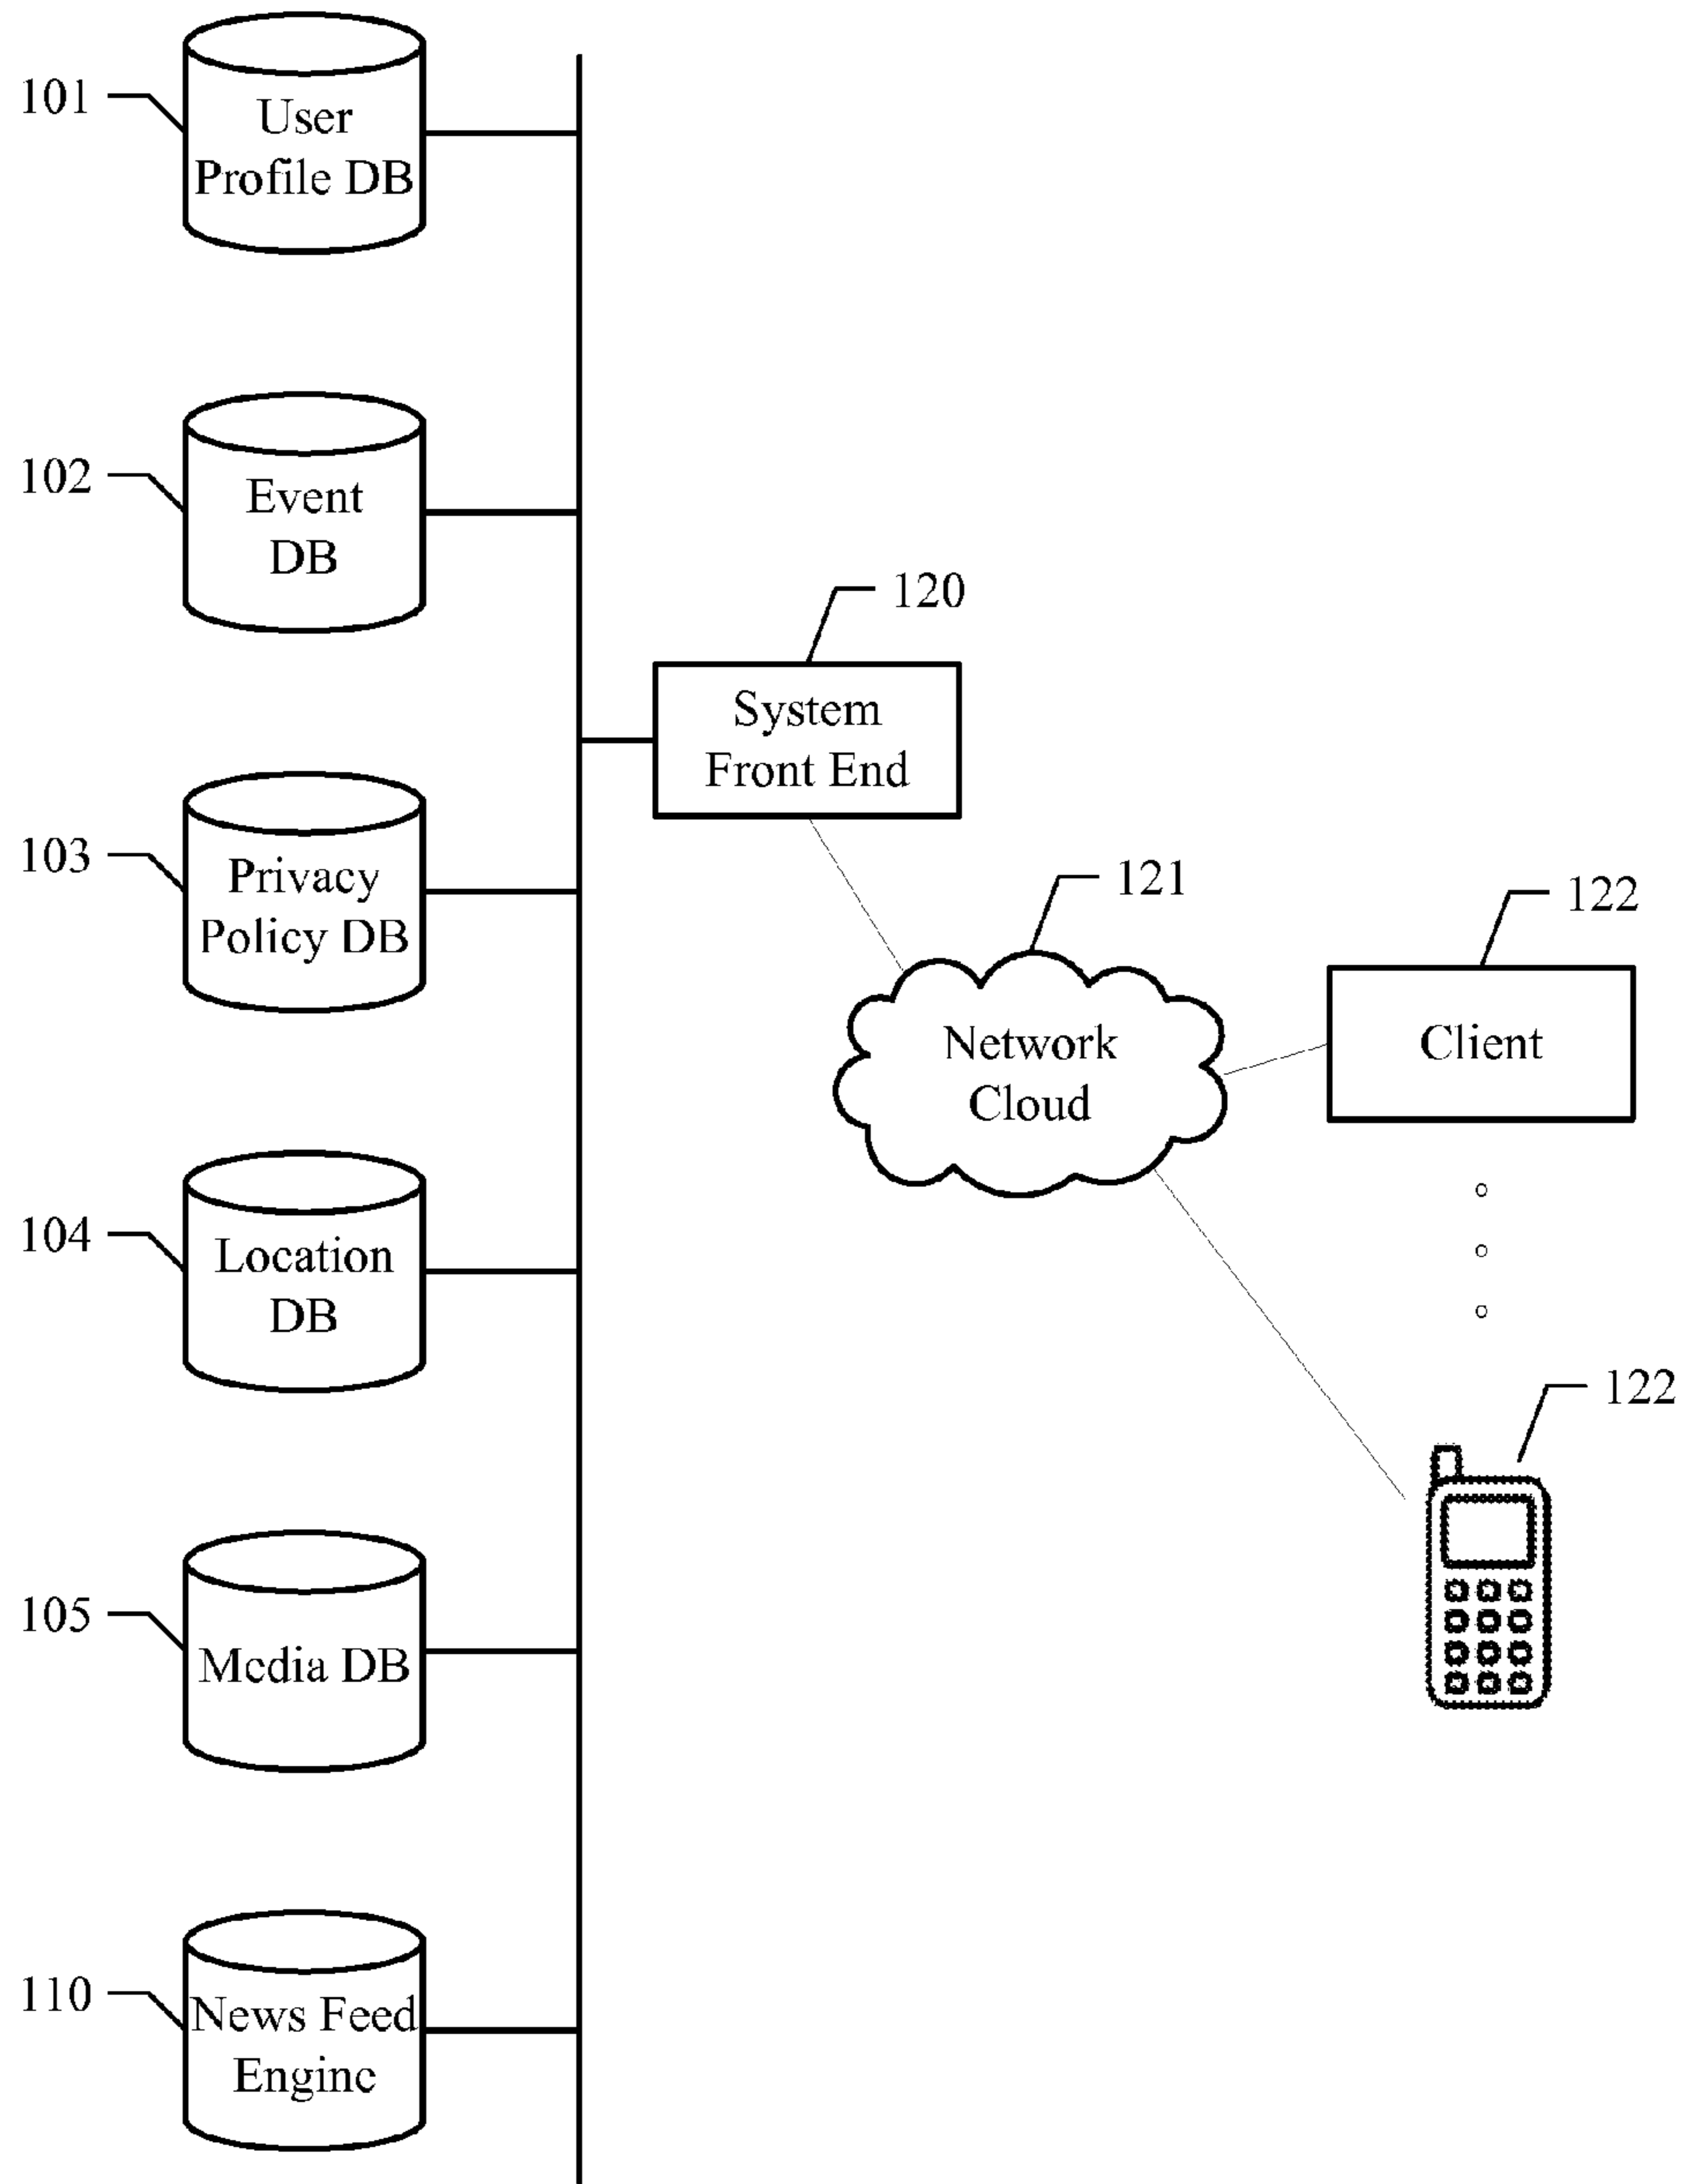 101
User
Profile DB
102
Event
DB
120
System
Front End
103
Privacy
Policy DB
121
Network
Cloud
122
Client
104
Location
DB
122
105
Media DB
110
News Feed
Engine